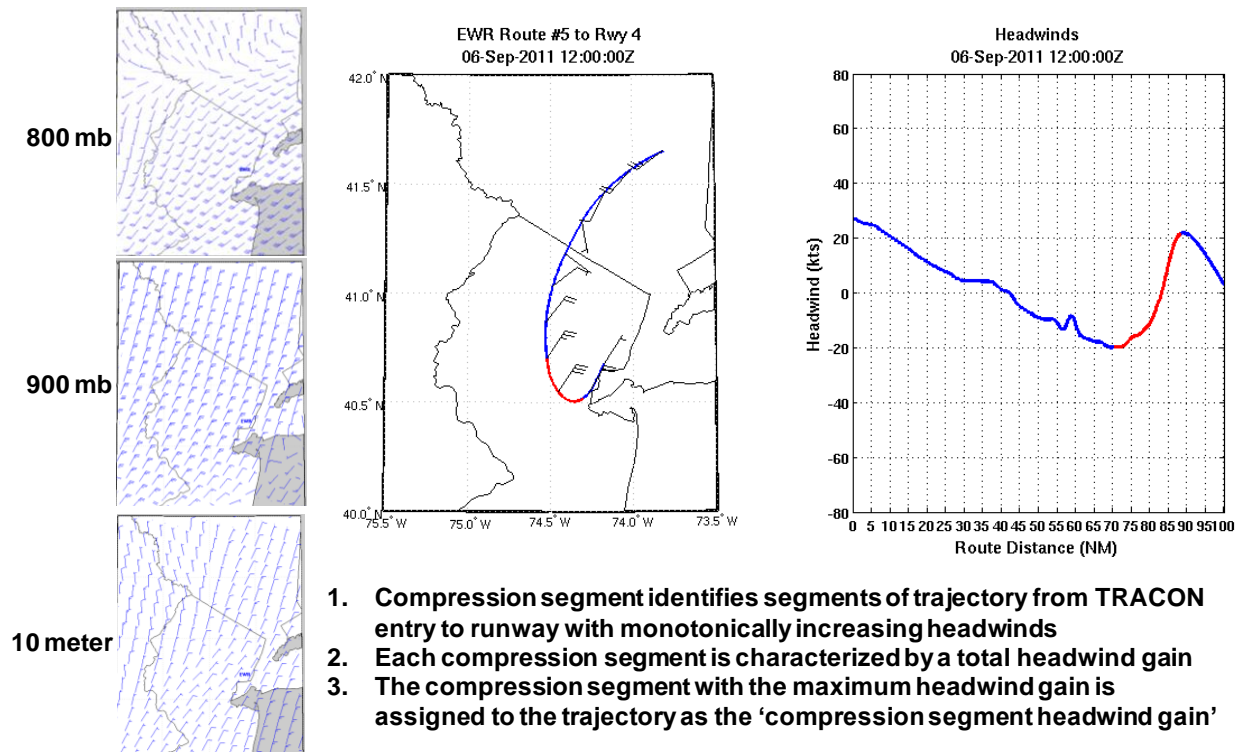 800 mb
900 mb
10 meter
EWR
EWR
EWR
EWR Route #5 to Rwy 4
06-Sep-2011 12:00:00Z
42.0° N
41.5° N
41.0° N
40.5° N
40.0° N
75.5° W
75.0° W
74.5° W
74.0° W
73.5° W
Headwinds
06-Sep-2011 12:00:00Z
Headwind (kts)
80
60
40
20
0
-20
-40
-60
-80
0 5 10 15 20 25 30 35 40 45 50 55 60 65 70 75 80 85 90 95 100
Route Distance (NM)
1. Compression segment identifies segments of trajectory from TRACON
entry to runway with monotonically increasing headwinds
2. Each compression segment is characterized by a total headwind gain
3. The compression segment with the maximum headwind gain is
assigned to the trajectory as the ‘compression segment headwind gain’